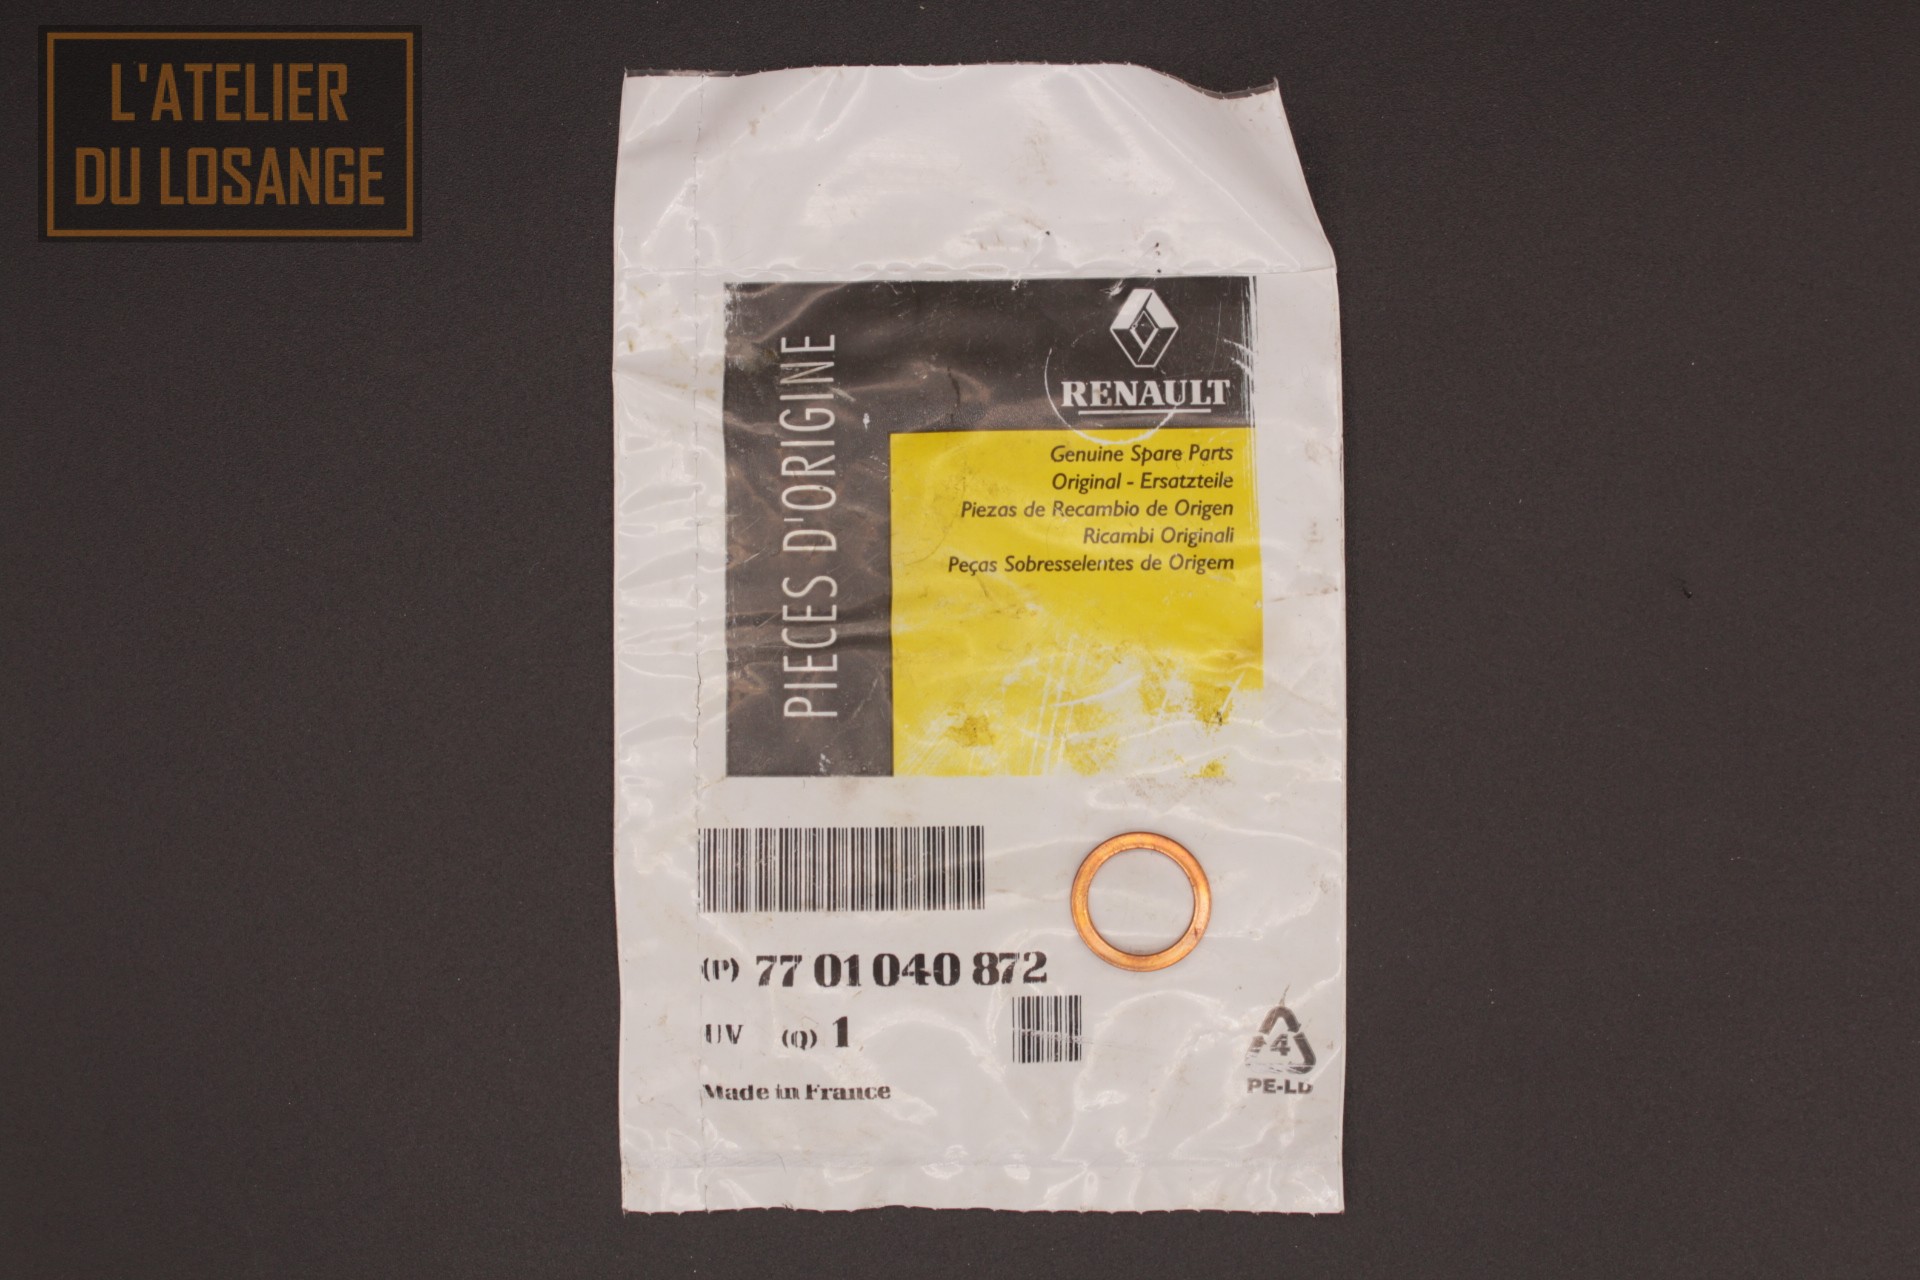 L'ATELIER
DU LOSANGE
PIECES D'ORIGINE
RENAULT
Genuine Spare Parts
Original - Ersatzteile
Piezas de Recambio de Origen
Ricambi Originali
Peças Sobresselentes de Origem
(P) 77 01 040 872
UV (Q) 1
Made in France
4
PE-LD